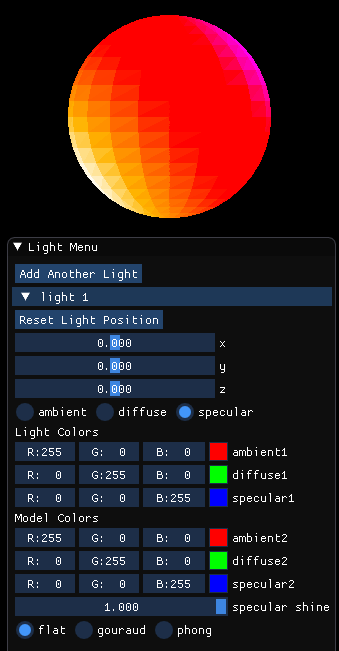 Light Menu
Add Another Light
light 1
Reset Light Position
0.000 x
0.000 y
0.000 z
ambient diffuse specular
Light Colors
R:255 G: 0 B: 0 ambient1
R: 0 G:255 B: 0 diffuse1
R: 0 G: 0 B:255 specular1
Model Colors
R:255 G: 0 B: 0 ambient2
R: 0 G:255 B: 0 diffuse2
R: 0 G: 0 B:255 specular2
1.000 specular shine
flat gouraud phong